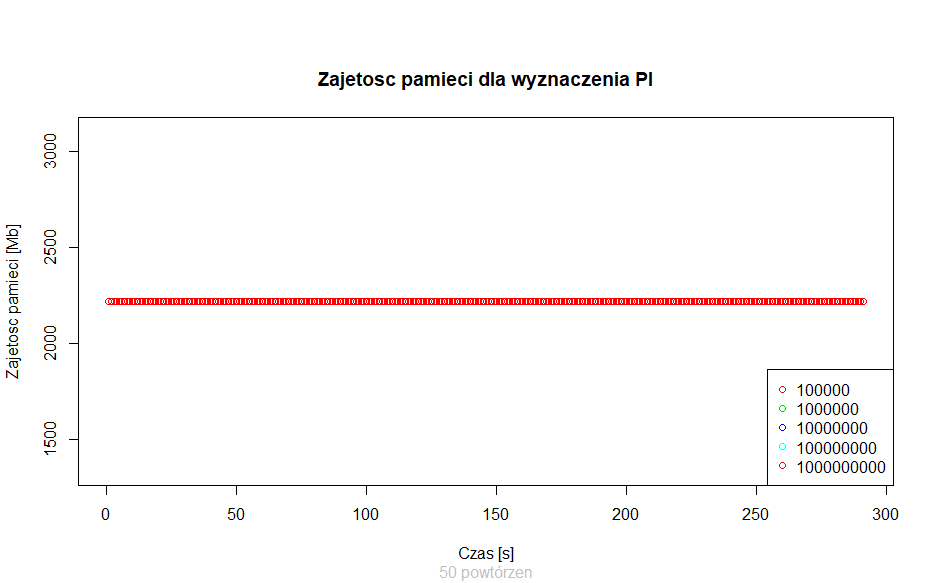 Zajetosc pamieci dla wyznaczenia PI
Zajetosc pamieci [Mb]
3000
2500
2000
1500
100000
1000000
10000000
100000000
1000000000
0 50 100 150 200 250 300
Czas [s]
50 powtórzen